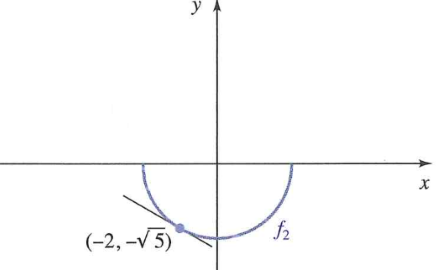 y
x
(−2, −√5)
f₂